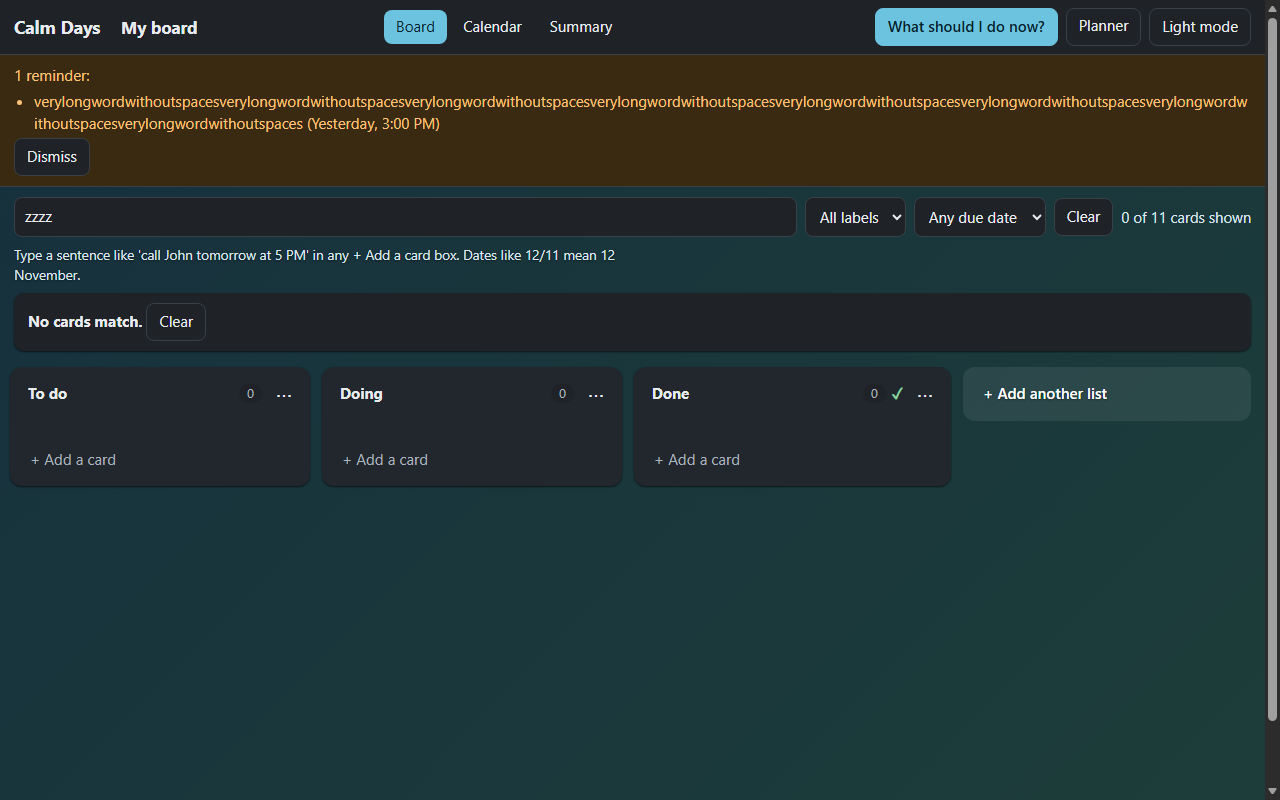 Calm Days My board Board Calendar Summary What should I do now? Planner Light mode
1 reminder:
• verylongwordwithoutspacesverylongwordwithoutspacesverylongwordwithoutspacesverylongwordwithoutspacesverylongwordwithoutspacesverylongwordwithoutspacesverylongwordw
ithoutspacesverylongwordwithoutspaces (Yesterday, 3:00 PM)
Dismiss
zzzz All labels Any due date Clear 0 of 11 cards shown
Type a sentence like 'call John tomorrow at 5 PM' in any + Add a card box. Dates like 12/11 mean 12
November.
No cards match. Clear
To do 0 ... Doing 0 ... Done 0 ✓ ... + Add another list
+ Add a card + Add a card + Add a card